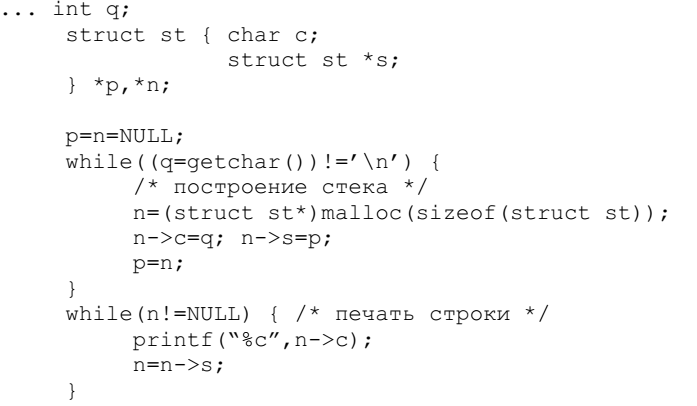 ... int q;
struct st { char c;
struct st *s;
} *p,*n;
p=n=NULL;
while((q=getchar())!=’\n’) {
/* построение стека */
n=(struct st*)malloc(sizeof(struct st));
n->c=q; n->s=p;
p=n;
}
while(n!=NULL) { /* печать строки */
printf(“%c”,n->c);
n=n->s;
}